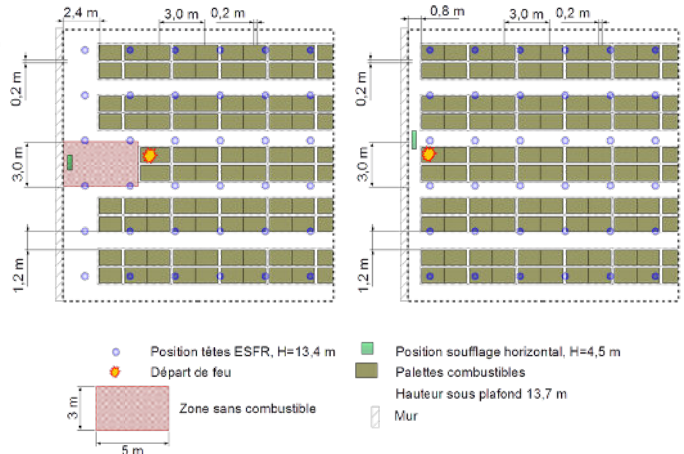 2,4 m
3,0 m
0,2 m
0,2 m
3,0 m
1,2 m
0,8 m
3,0 m
0,2 m
0,2 m
3,0 m
1,2 m
Position têtes ESFR, H=13,4 m
Départ de feu
Zone sans combustible
3 m
5 m
Position soufflage horizontal, H=4,5 m
Palettes combustibles
Hauteur sous plafond 13,7 m
Mur